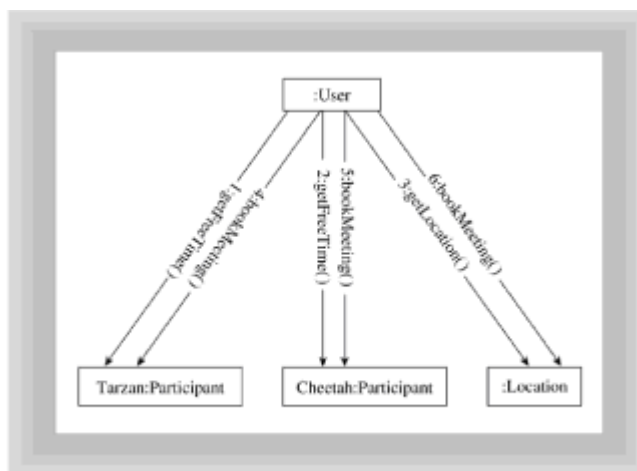 :User
1:getFreeTime()
4:bookMeeting()
2:getFreeTime()
5:bookMeeting()
3:getLocation()
6:bookMeeting()
Tarzan:Participant
Cheetah:Participant
:Location